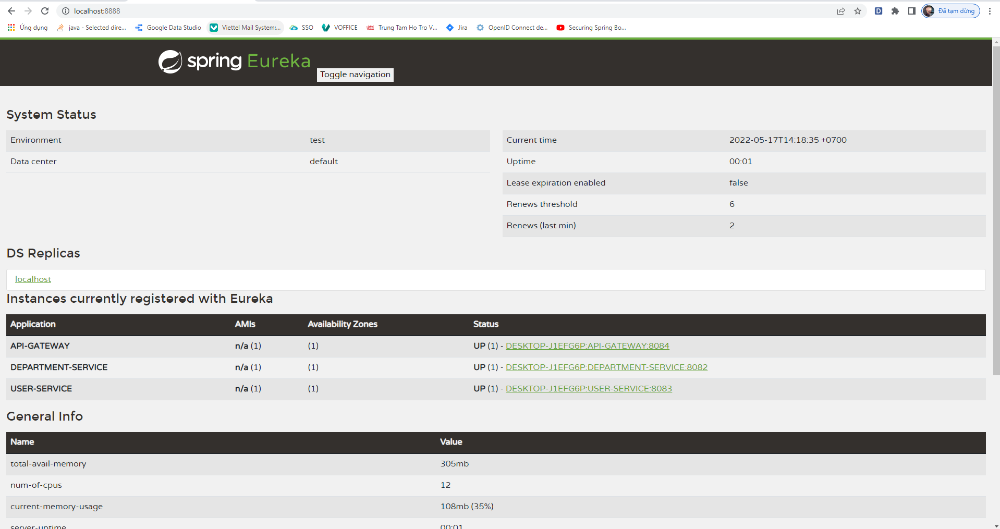 localhost:8888
Đã tạm dừng
Ứng dụng
java - Selected dire...
Google Data Studio
Viettel Mail System:...
SSO
VOFFICE
Trung Tam Ho Tro V...
Jira
OpenID Connect de...
Securing Spring Bo...
spring Eureka
Toggle navigation
System Status
Environment test
Data center default
Current time 2022-05-17T14:18:35 +0700
Uptime 00:01
Lease expiration enabled false
Renews threshold 6
Renews (last min) 2
DS Replicas
localhost
Instances currently registered with Eureka
Application AMIs Availability Zones Status
API-GATEWAY n/a (1) (1) UP (1) - DESKTOP-J1EFG6P:API-GATEWAY:8084
DEPARTMENT-SERVICE n/a (1) (1) UP (1) - DESKTOP-J1EFG6P:DEPARTMENT-SERVICE:8082
USER-SERVICE n/a (1) (1) UP (1) - DESKTOP-J1EFG6P:USER-SERVICE:8083
General Info
Name Value
total-avail-memory 305mb
num-of-cpus 12
current-memory-usage 108mb (35%)
server-uptime 00:01